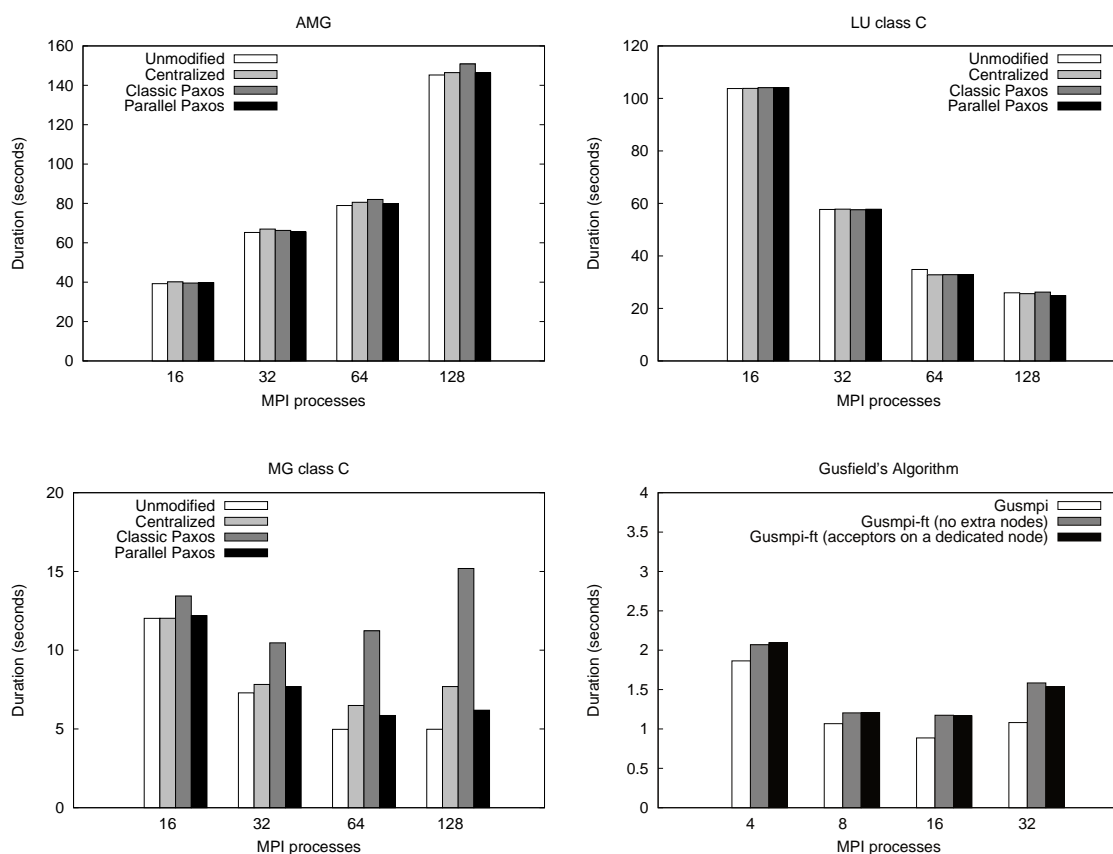 AMG
Duration (seconds)
160
140
120
100
80
60
40
20
0
Unmodified
Centralized
Classic Paxos
Parallel Paxos
16 32 64 128
MPI processes
LU class C
Duration (seconds)
120
100
80
60
40
20
0
Unmodified
Centralized
Classic Paxos
Parallel Paxos
16 32 64 128
MPI processes
MG class C
Duration (seconds)
20
15
10
5
0
Unmodified
Centralized
Classic Paxos
Parallel Paxos
16 32 64 128
MPI processes
Gusfield's Algorithm
Duration (seconds)
4
3.5
3
2.5
2
1.5
1
0.5
0
Gusmpi
Gusmpi-ft (no extra nodes)
Gusmpi-ft (acceptors on a dedicated node)
4 8 16 32
MPI processes